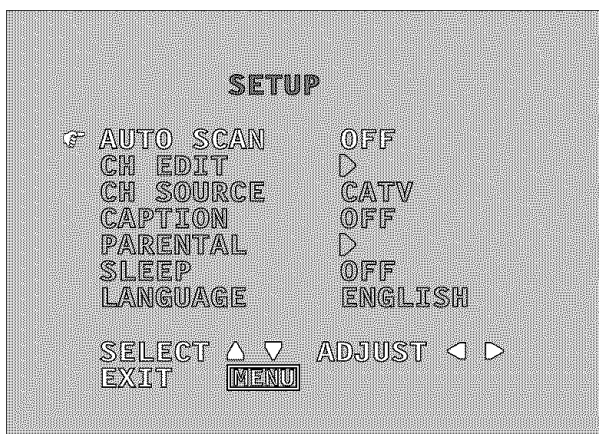 SETUP
AUTO SCAN OFF
CH EDIT
CH SOURCE CATV
CAPTION OFF
PARENTAL
SLEEP OFF
LANGUAGE ENGLISH
SELECT ADJUST
EXIT MENU